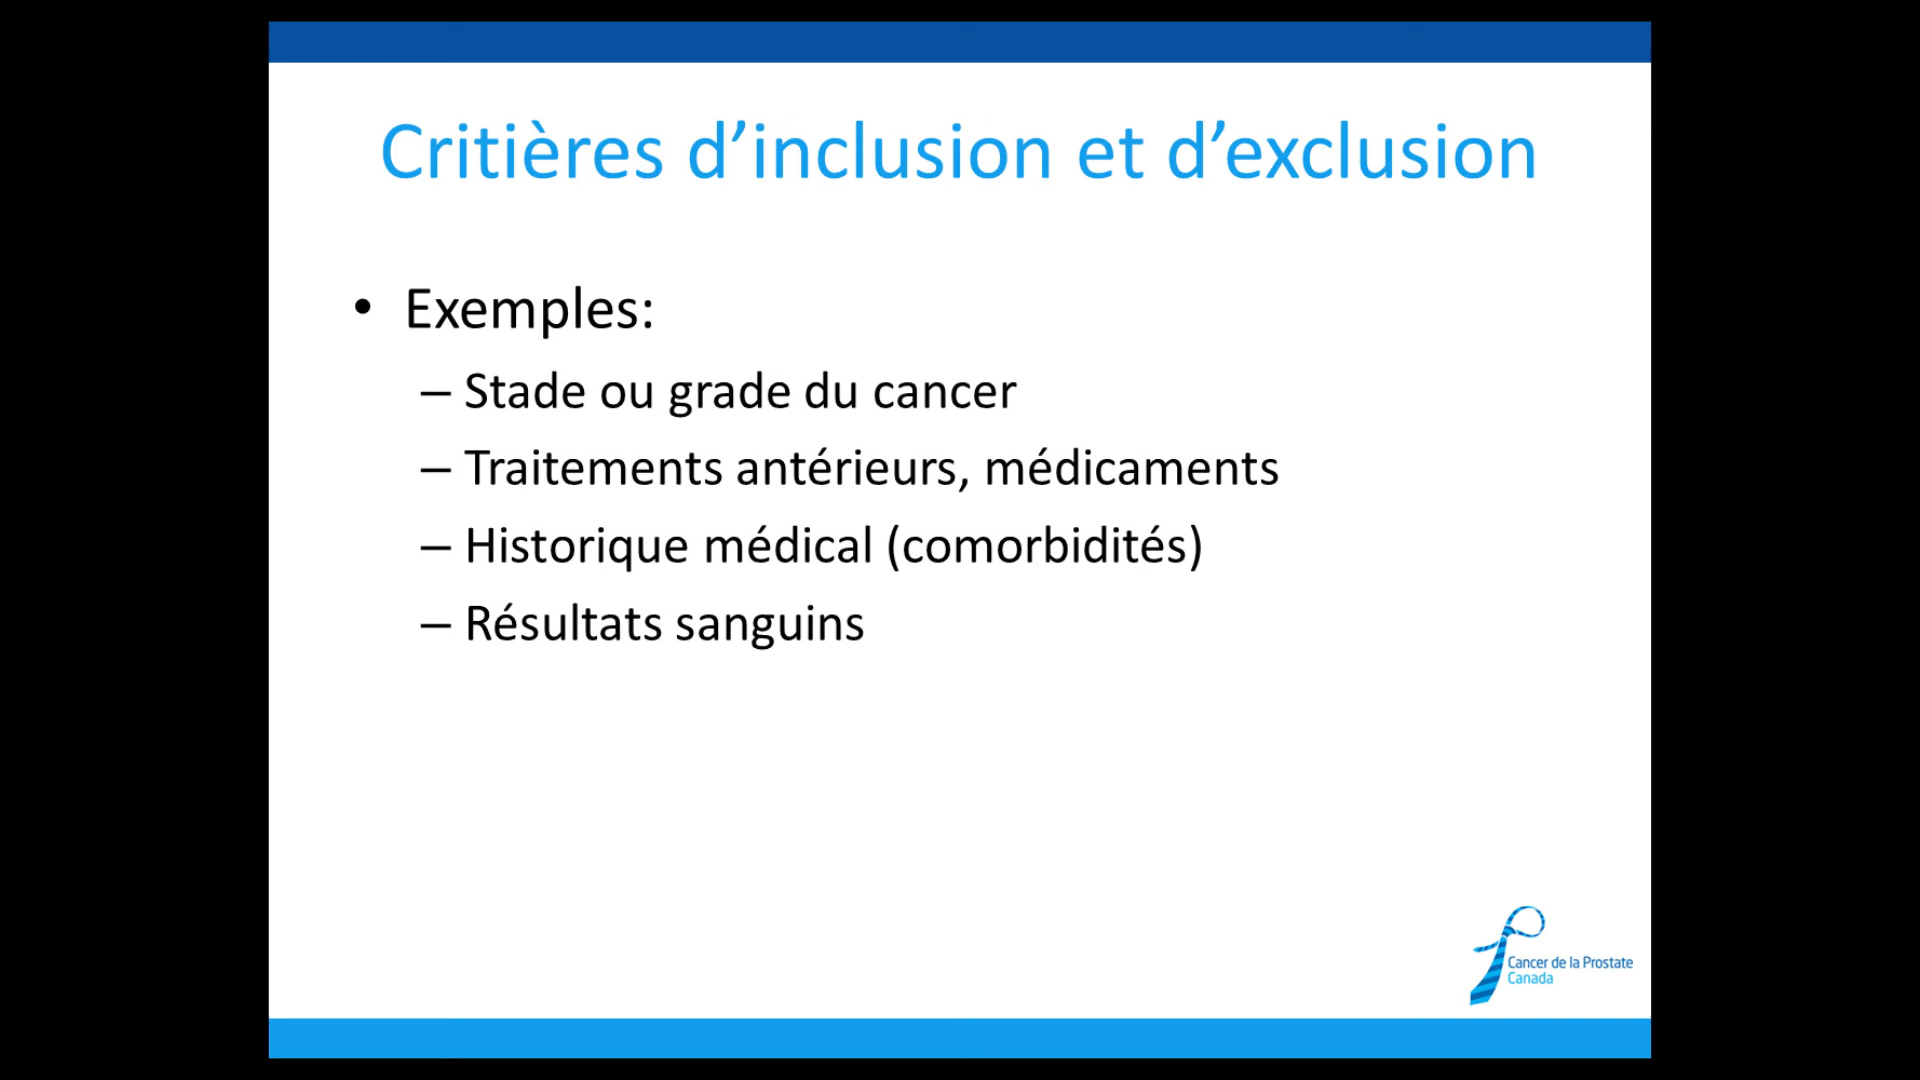 Critières d’inclusion et d’exclusion
• Exemples:
– Stade ou grade du cancer
– Traitements antérieurs, médicaments
– Historique médical (comorbidités)
– Résultats sanguins
Cancer de la Prostate
Canada